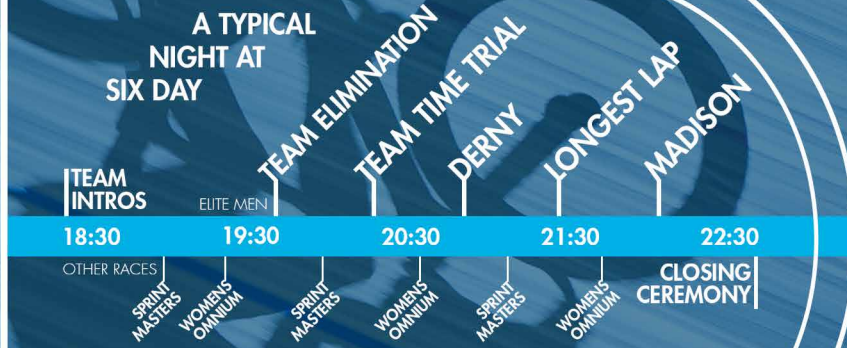 A TYPICAL
NIGHT AT
SIX DAY
TEAM
INTROS
ELITE MEN
TEAM ELIMINATION
TEAM TIME TRIAL
DERNY
LONGEST LAP
MADISON
18:30
19:30
20:30
21:30
22:30
OTHER RACES
SPRINT
MASTERS
WOMENS
OMNIUM
SPRINT
MASTERS
WOMENS
OMNIUM
SPRINT
MASTERS
WOMENS
OMNIUM
CLOSING
CEREMONY